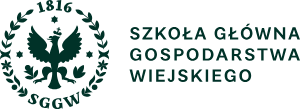 1816
SGGW
SZKOŁA GŁÓWNA
GOSPODARSTWA
WIEJSKIEGO